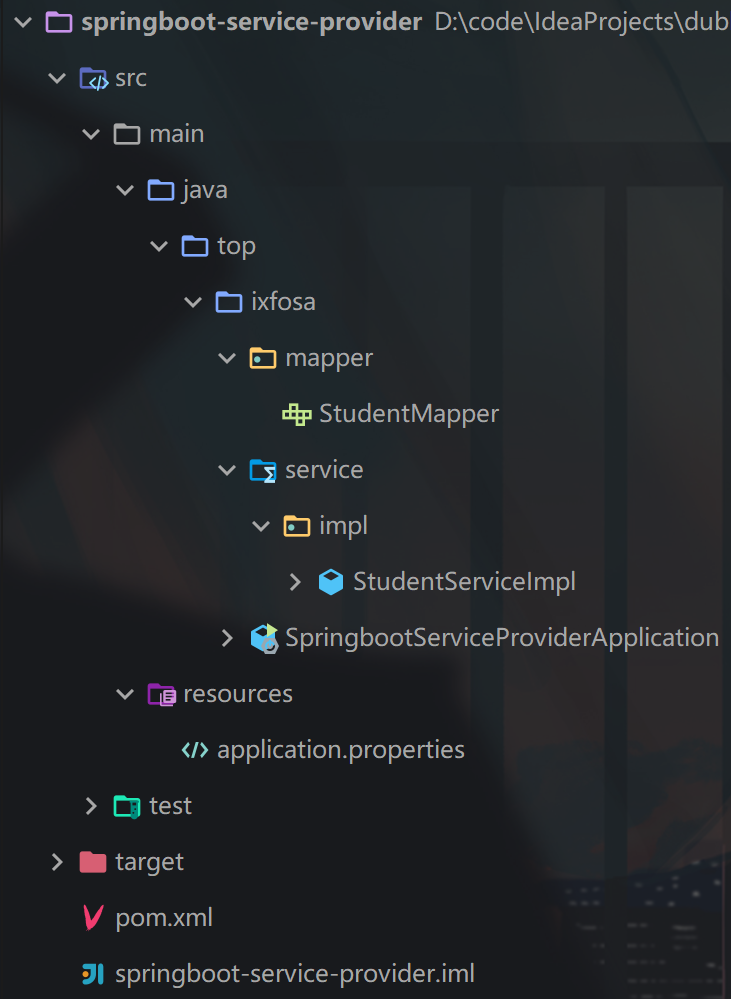 springboot-service-provider D:\code\IdeaProjects\dub
src
main
java
top
ixfosa
mapper
StudentMapper
service
impl
StudentServiceImpl
SpringbootServiceProviderApplication
resources
application.properties
test
target
pom.xml
springboot-service-provider.iml